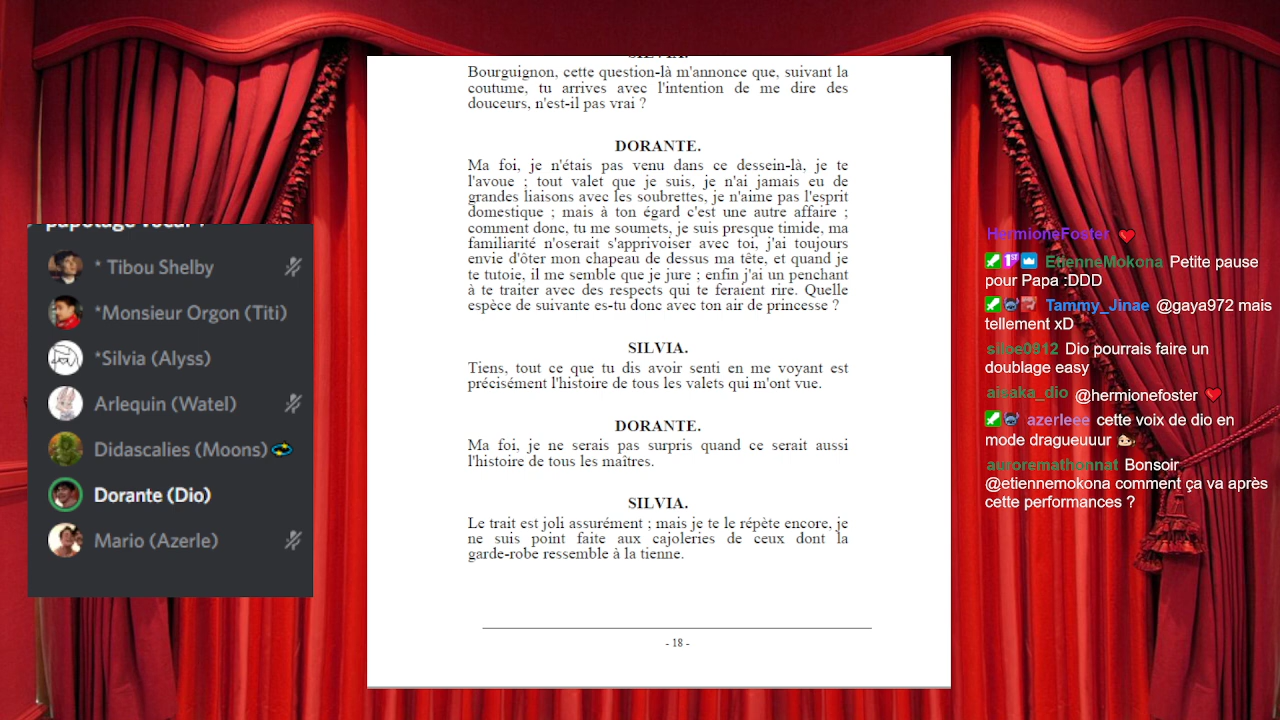 papotage vocal
* Tibou Shelby
*Monsieur Orgon (Titi)
*Silvia (Alyss)
Arlequin (Watel)
Didascalies (Moons)
Dorante (Dio)
Mario (Azerle)
SILVIA.
Bourguignon, cette question-là m'annonce que, suivant la
coutume, tu arrives avec l'intention de me dire des
douceurs, n'est-il pas vrai ?
DORANTE.
Ma foi, je n'étais pas venu dans ce dessein-là, je te
l'avoue ; tout valet que je suis, je n'ai jamais eu de
grandes liaisons avec les soubrettes, je n'aime pas l'esprit
domestique ; mais à ton égard c'est une autre affaire ;
comment donc, tu me soumets, je suis presque timide, ma
familiarité n'oserait s'apprivoiser avec toi, j'ai toujours
envie d'ôter mon chapeau de dessus ma tête, et quand je
te tutoie, il me semble que je jure ; enfin j'ai un penchant
à te traiter avec des respects qui te feraient rire. Quelle
espèce de suivante es-tu donc avec ton air de princesse ?
SILVIA.
Tiens, tout ce que tu dis avoir senti en me voyant est
précisément l'histoire de tous les valets qui m'ont vue.
DORANTE.
Ma foi, je ne serais pas surpris quand ce serait aussi
l'histoire de tous les maîtres.
SILVIA.
Le trait est joli assurément ; mais je te le répète encore, je
ne suis point faite aux cajoleries de ceux dont la
garde-robe ressemble à la tienne.
- 18 -
HermioneFoster ❤
1ST EtienneMokona Petite pause
pour Papa :DDD
Tammy_Jinae @gaya972 mais
tellement xD
siloe0912 Dio pourrais faire un
doublage easy
aisaka_dio @hermionefoster ❤
azerleee cette voix de dio en
mode dragueuuur
auroremathonnat Bonsoir
@etiennemokona comment ça va après
cette performances ?